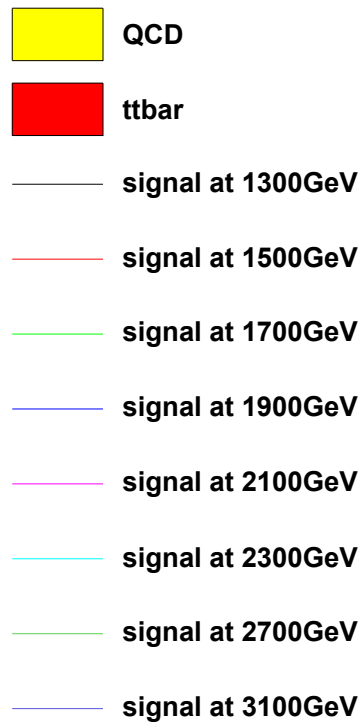 QCD
ttbar
signal at 1300GeV
signal at 1500GeV
signal at 1700GeV
signal at 1900GeV
signal at 2100GeV
signal at 2300GeV
signal at 2700GeV
signal at 3100GeV